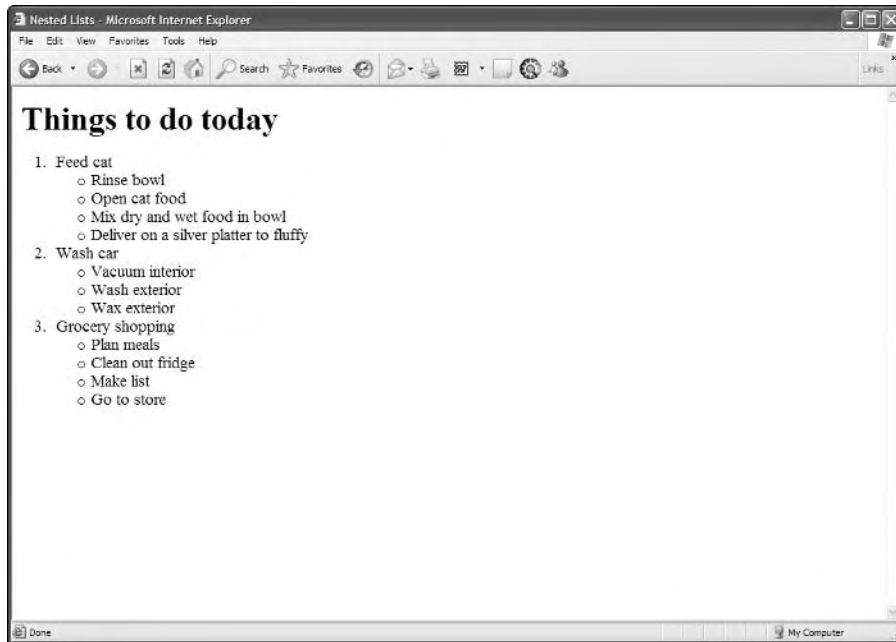 Nested Lists - Microsoft Internet Explorer
File Edit View Favorites Tools Help
Back Search Favorites Links »
Things to do today
1. Feed cat
○ Rinse bowl
○ Open cat food
○ Mix dry and wet food in bowl
○ Deliver on a silver platter to fluffy
2. Wash car
○ Vacuum interior
○ Wash exterior
○ Wax exterior
3. Grocery shopping
○ Plan meals
○ Clean out fridge
○ Make list
○ Go to store
Done My Computer